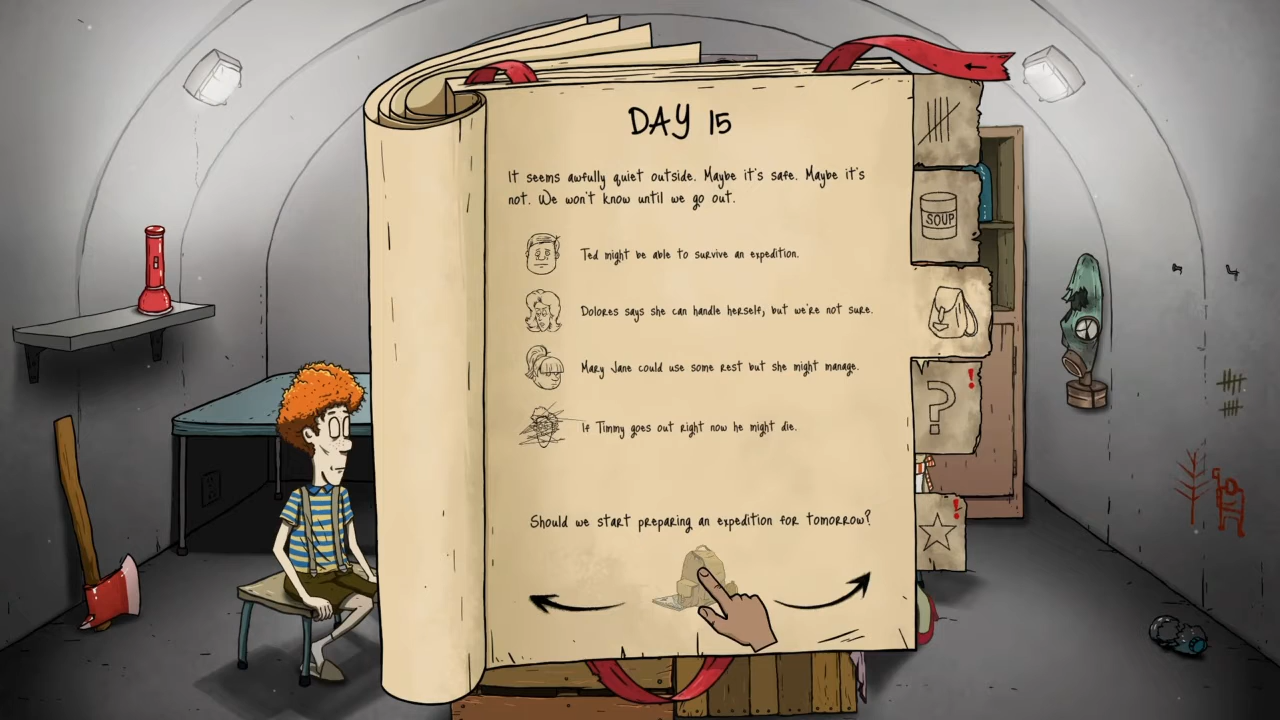 DAY 15
It seems awfully quiet outside. Maybe it's safe. Maybe it's
not. We won't know until we go out.
Ted might be able to survive an expedition.
Dolores says she can handle herself, but we're not sure.
Mary Jane could use some rest but she might manage.
If Timmy goes out right now he might die.
Should we start preparing an expedition for tomorrow?
SOUP
?
!
!